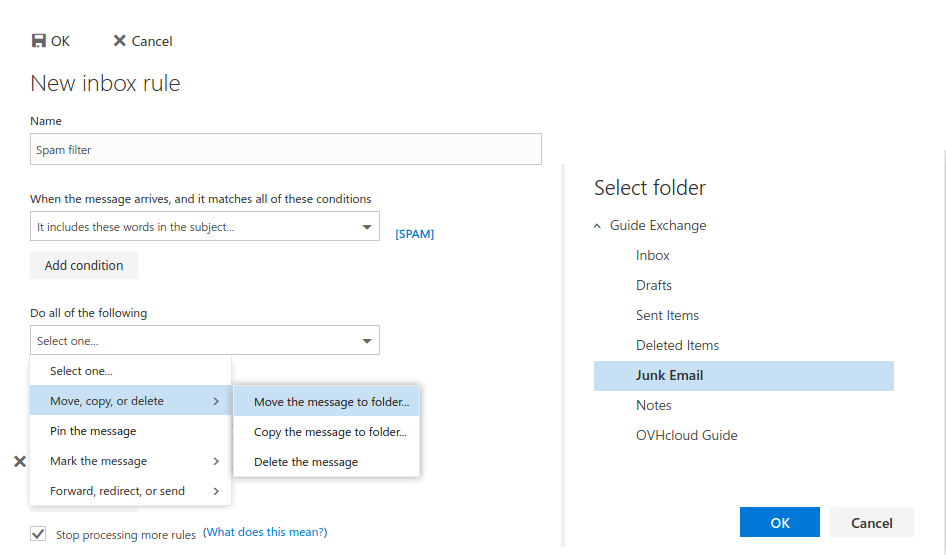 OK
Cancel
New inbox rule
Name
Spam filter
When the message arrives, and it matches all of these conditions
It includes these words in the subject...
[SPAM]
Add condition
Do all of the following
Select one...
Select one...
Move, copy, or delete
Pin the message
Mark the message
Forward, redirect, or send
Move the message to folder...
Copy the message to folder...
Delete the message
Stop processing more rules (What does this mean?)
Select folder
Guide Exchange
Inbox
Drafts
Sent Items
Deleted Items
Junk Email
Notes
OVHcloud Guide
OK
Cancel